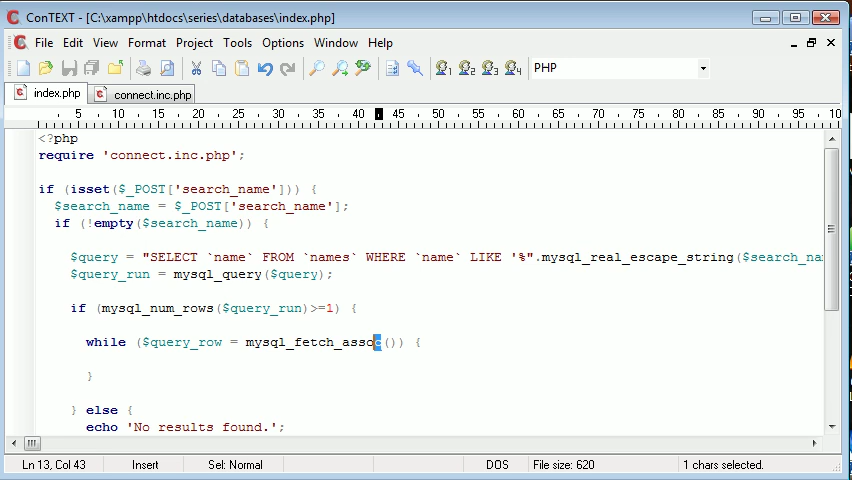 ConTEXT - [C:\xampp\htdocs\series\databases\index.php]
File Edit View Format Project Tools Options Window Help
1 2 3 4 PHP
index.php connect.inc.php
5 10 15 20 25 30 35 40 45 50 55 60 65 70 75 80 85 90 95 10
<?php
require 'connect.inc.php';
if (isset($_POST['search_name'])) {
$search_name = $_POST['search_name'];
if (!empty($search_name)) {
$query = "SELECT `name` FROM `names` WHERE `name` LIKE '%".mysql_real_escape_string($search_na
$query_run = mysql_query($query);
if (mysql_num_rows($query_run)>=1) {
while ($query_row = mysql_fetch_assoc()) {
}
} else {
echo 'No results found.';
Ln 13, Col 43 Insert Sel: Normal DOS File size: 620 1 chars selected.